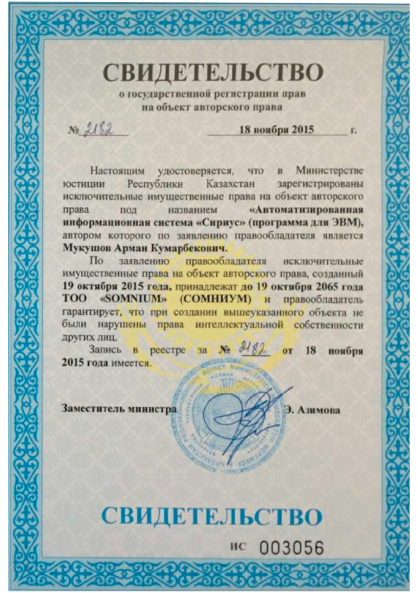 СВИДЕТЕЛЬСТВО
о государственной регистрации прав
на объект авторского права
№ 2182 18 ноября 2015 г.
Настоящим удостоверяется, что в Министерстве
юстиции Республики Казахстан зарегистрированы
исключительные имущественные права на объект авторского
права под названием «Автоматизированная
информационная система «Сириус» (программа для ЭВМ),
автором которого по заявлению правообладателя является
Мукушов Арман Кумарбекович.
По заявлению правообладателя исключительные
имущественные права на объект авторского права, созданный
19 октября 2015 года, принадлежат до 19 октября 2065 года
ТОО «SOMNIUM» (СОМНИУМ) и правообладатель
гарантирует, что при создании вышеуказанного объекта не
были нарушены права интеллектуальной собственности
других лиц.
Запись в реестре за № 2182 от 18 ноября
2015 года имеется.
Заместитель министра Э. Азимова
СВИДЕТЕЛЬСТВО
ИС 003056